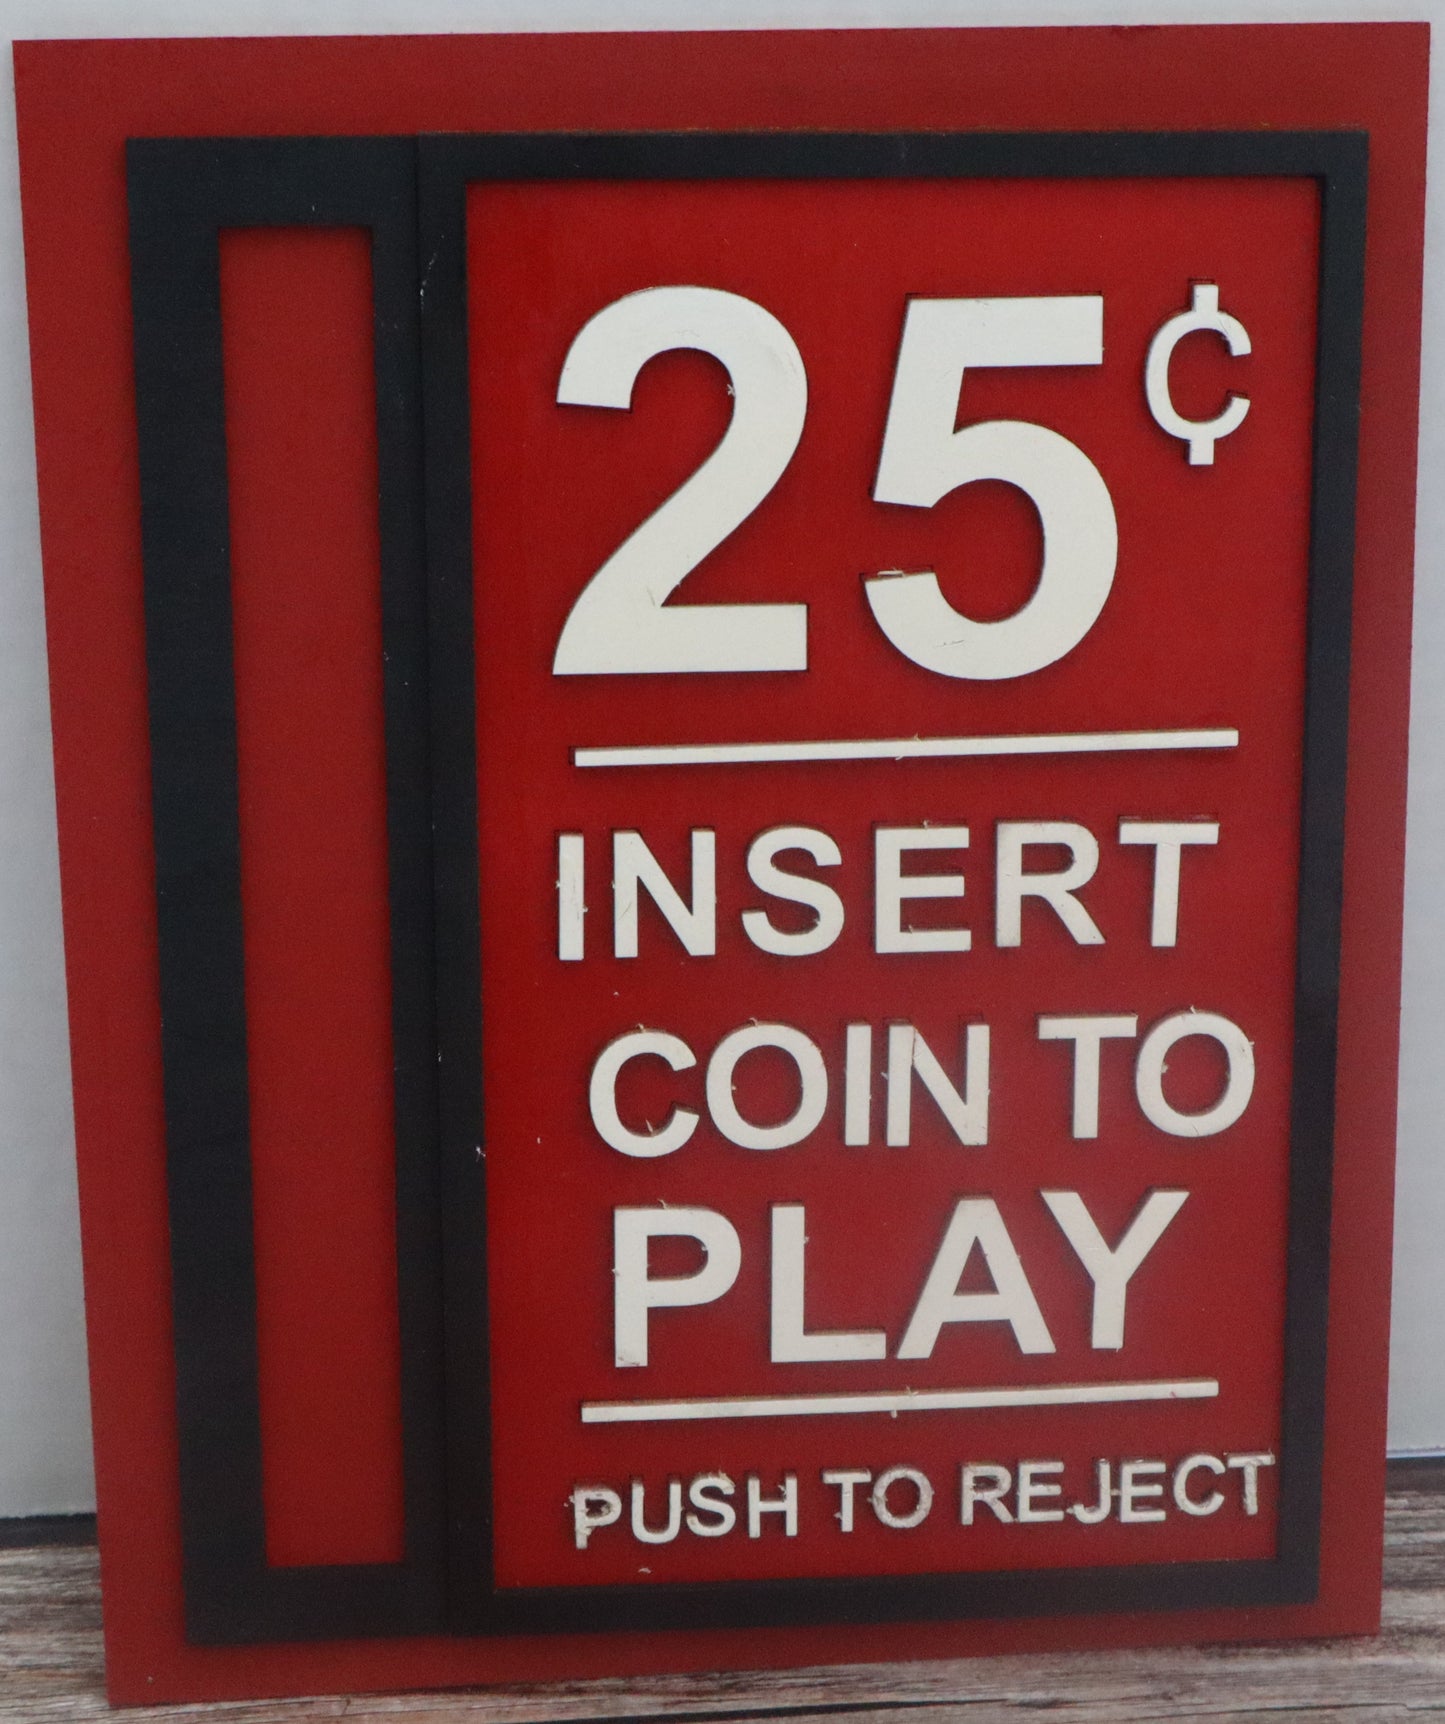 25¢
INSERT
COIN TO
PLAY
PUSH TO REJECT